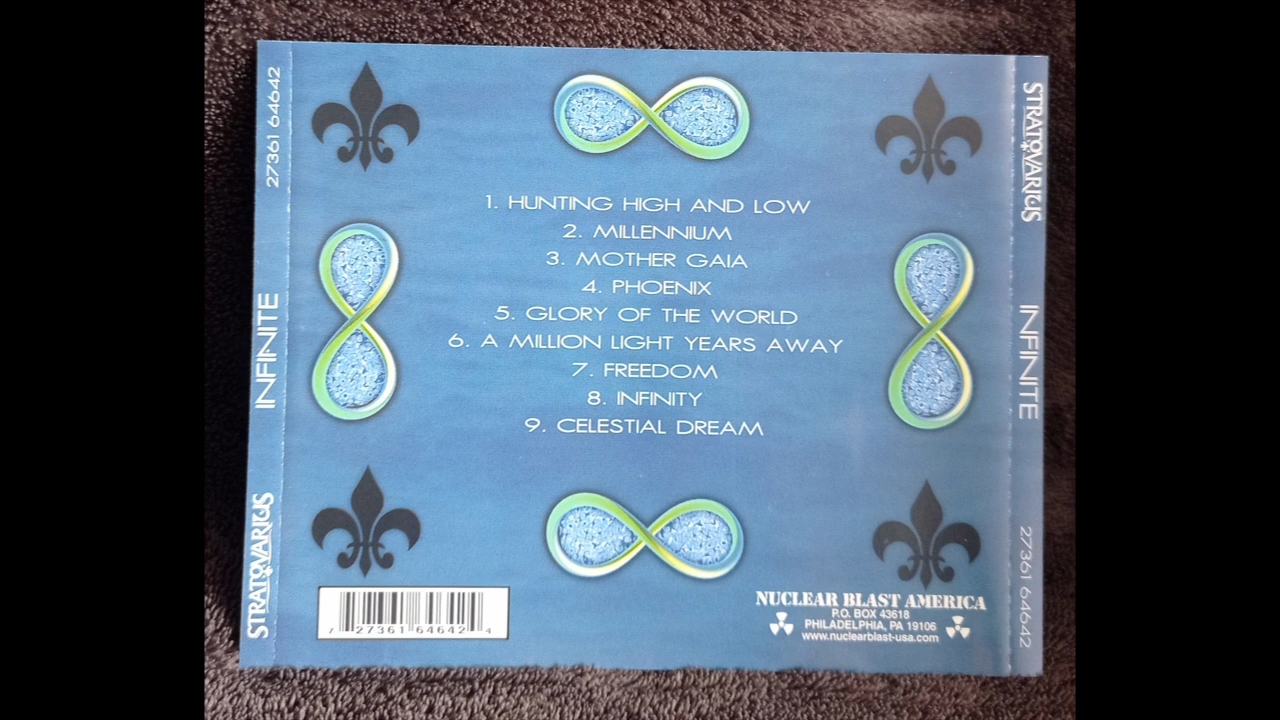 27361 64642
INFINITE
STRATOVARIUS
1. HUNTING HIGH AND LOW
2. MILLENNIUM
3. MOTHER GAIA
4. PHOENIX
5. GLORY OF THE WORLD
6. A MILLION LIGHT YEARS AWAY
7. FREEDOM
8. INFINITY
9. CELESTIAL DREAM
7 27361 64642 4
NUCLEAR BLAST AMERICA
P.O. BOX 43618
PHILADELPHIA, PA 19106
www.nuclearblast-usa.com
STRATOVARIUS
INFINITE
27361 64642